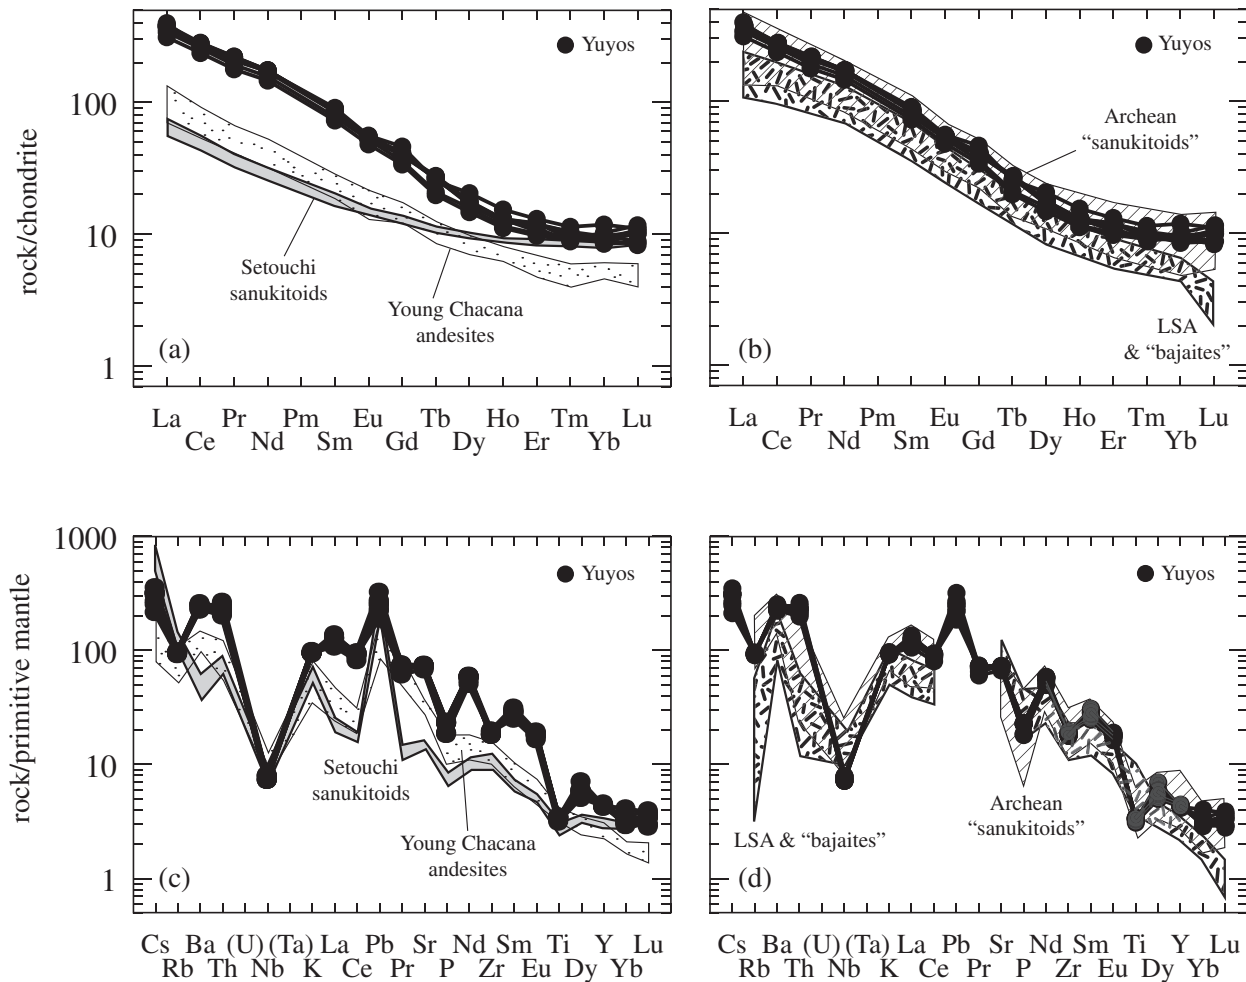 Yuyos
Yuyos
100
10
1
rock/chondrite
Setouchi
sanukitoids
Young Chacana
andesites
(a)
Archean
“sanukitoids”
LSA
& “bajaites”
(b)
La Pr Pm Eu Tb Ho Tm Lu
Ce Nd Sm Gd Dy Er Yb
La Pr Pm Eu Tb Ho Tm Lu
Ce Nd Sm Gd Dy Er Yb
1000
100
10
1
rock/primitive mantle
Yuyos
Setouchi
sanukitoids
Young Chacana
andesites
(c)
Yuyos
LSA & “bajaites”
Archean
“sanukitoids”
(d)
Cs Ba (U) (Ta) La Pb Sr Nd Sm Ti Y Lu
Rb Th Nb K Ce Pr P Zr Eu Dy Yb
Cs Ba (U) (Ta) La Pb Sr Nd Sm Ti Y Lu
Rb Th Nb K Ce Pr P Zr Eu Dy Yb